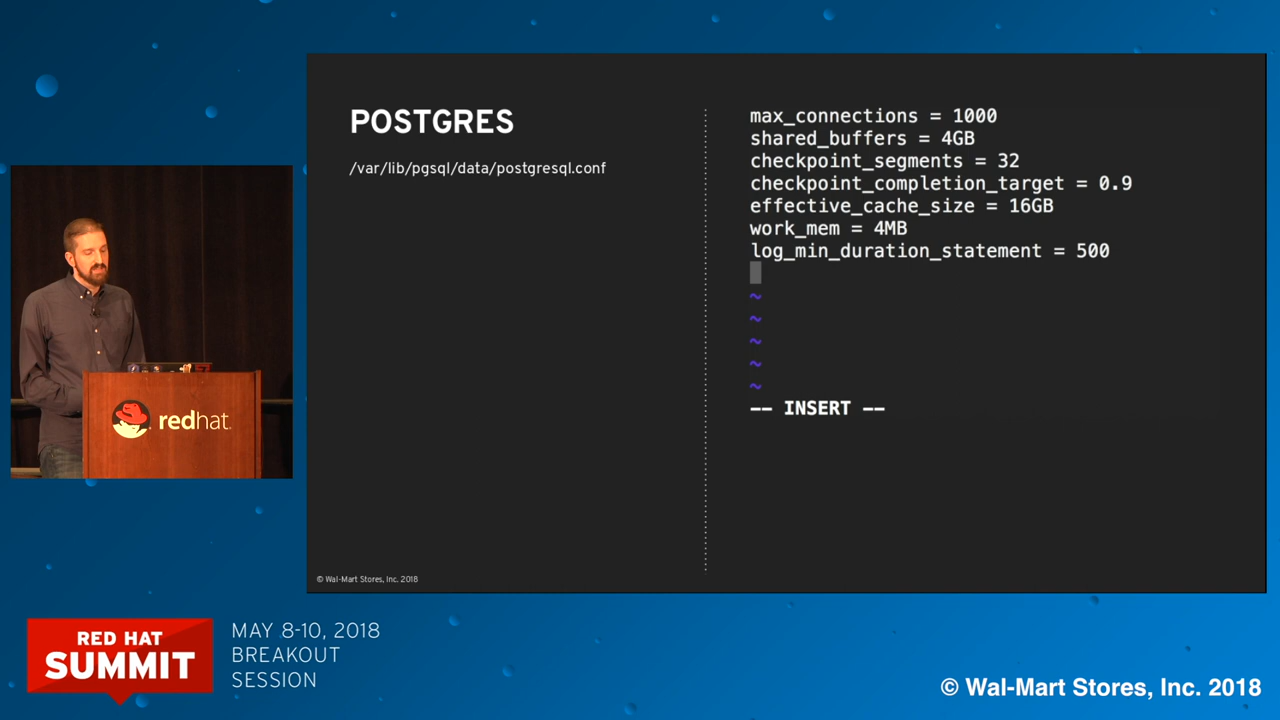 POSTGRES
/var/lib/pgsql/data/postgresql.conf
max_connections = 1000
shared_buffers = 4GB
checkpoint_segments = 32
checkpoint_completion_target = 0.9
effective_cache_size = 16GB
work_mem = 4MB
log_min_duration_statement = 500
~
~
~
~
~
-- INSERT --
redhat.
© Wal-Mart Stores, Inc. 2018
RED HAT
SUMMIT
MAY 8-10, 2018
BREAKOUT
SESSION
© Wal-Mart Stores, Inc. 2018